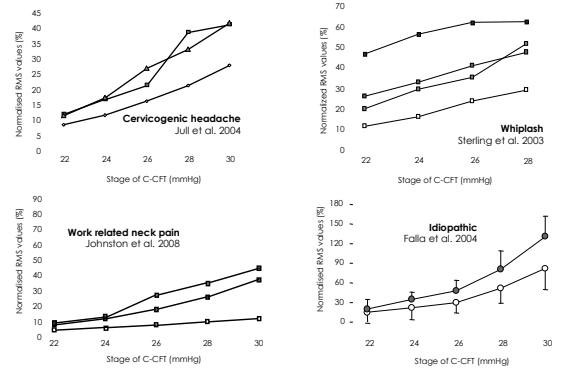 Normalised RMS values (%)
45
40
35
30
25
20
15
10
5
0
22 24 26 28 30
Stage of C-CFT (mmHg)
Cervicogenic headache
Jull et al. 2004
Normalized RMS values (%)
70
60
50
40
30
20
10
0
22 24 26 28
Stage of C-CFT (mmHg)
Whiplash
Sterling et al. 2003
Normalised RMS values (%)
90
80
70
60
50
40
30
20
10
0
22 24 26 28 30
Stage of C-CFT (mmHg)
Work related neck pain
Johnston et al. 2008
Normalised RMS values (%)
180
150
120
90
60
30
0
22 24 26 28 30
Stage of C-CFT (mmHg)
Idiopathic
Falla et al. 2004